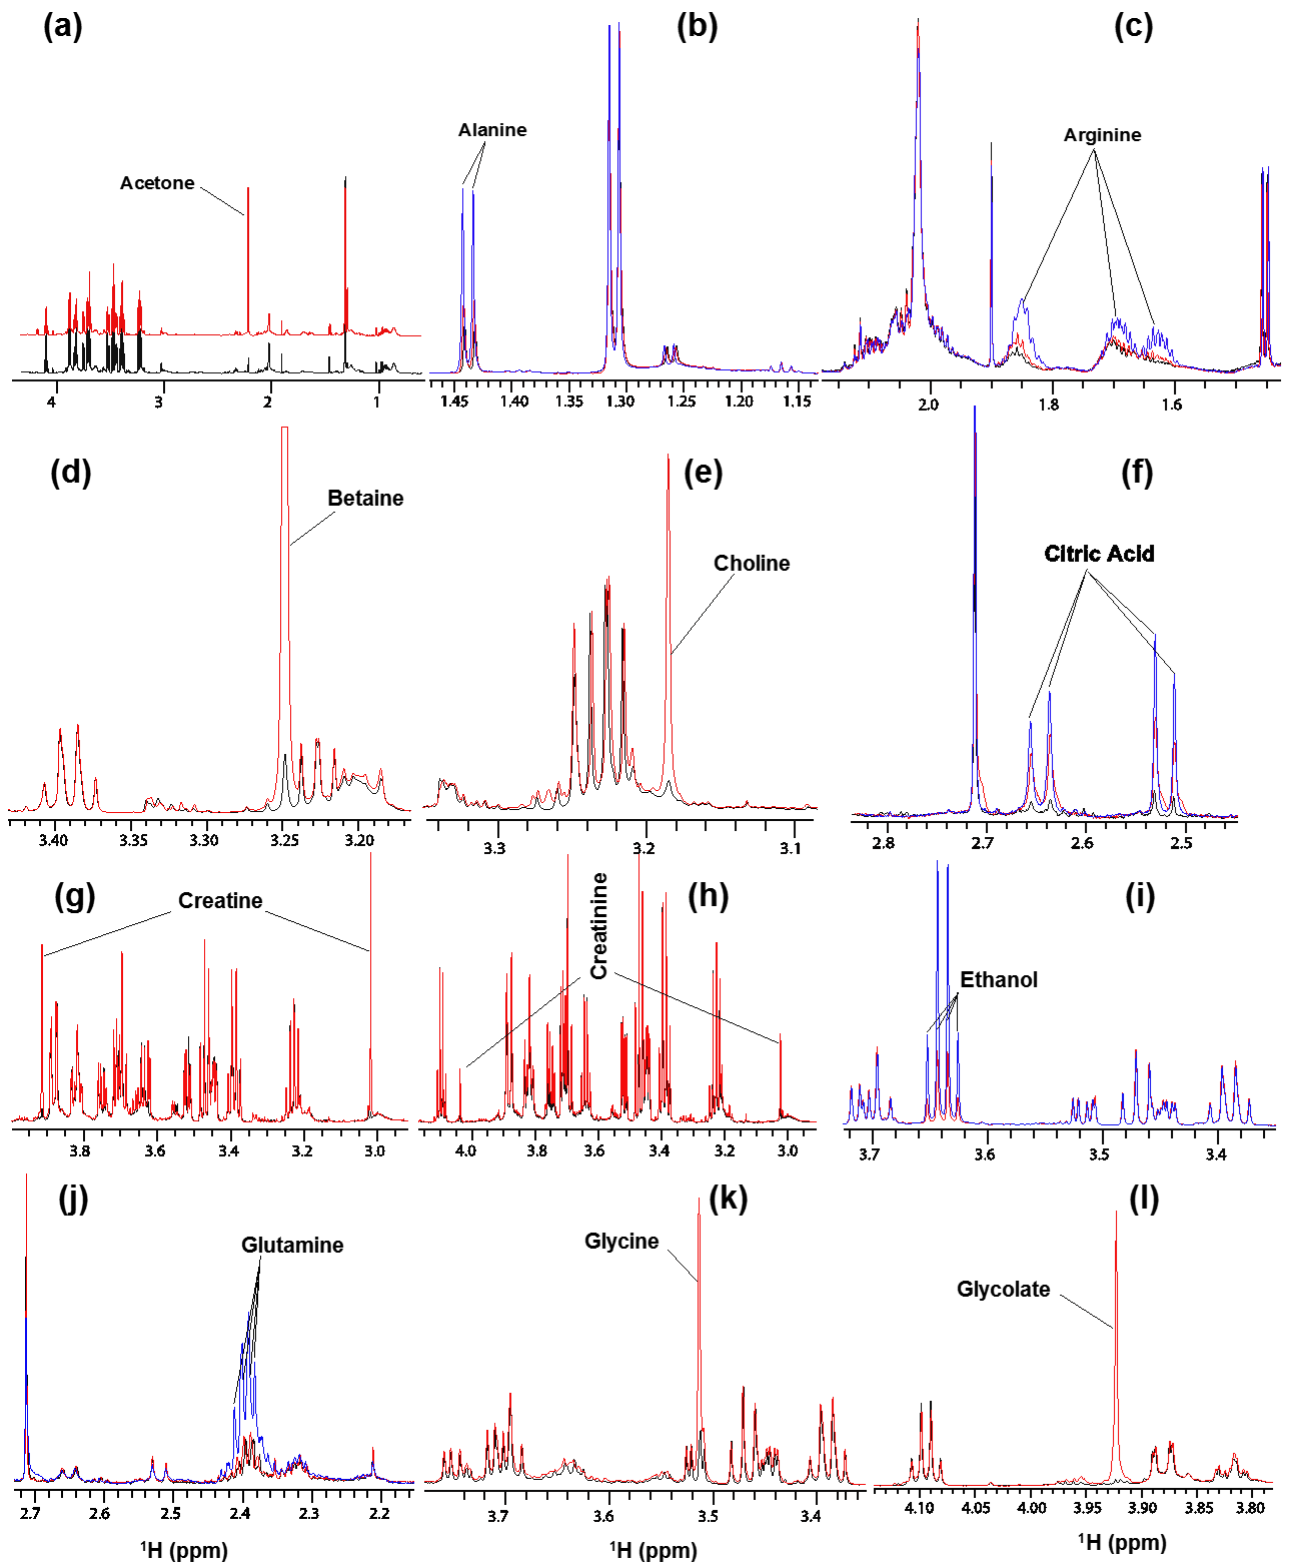 (a)
(b)
(c)
Acetone
Alanine
Arginine
4 3 2 1
1.45 1.40 1.35 1.30 1.25 1.20 1.15
2.0 1.8 1.6
(d)
(e)
(f)
Betaine
Choline
Citric Acid
3.40 3.35 3.30 3.25 3.20
3.3 3.2 3.1
2.8 2.7 2.6 2.5
(g)
(h)
(i)
Creatine
Creatinine
Ethanol
3.8 3.6 3.4 3.2 3.0
4.0 3.8 3.6 3.4 3.2 3.0
3.7 3.6 3.5 3.4
(j)
(k)
(l)
Glutamine
Glycine
Glycolate
2.7 2.6 2.5 2.4 2.3 2.2
3.7 3.6 3.5 3.4
4.10 4.05 4.00 3.95 3.90 3.85 3.80
¹H (ppm)
¹H (ppm)
¹H (ppm)